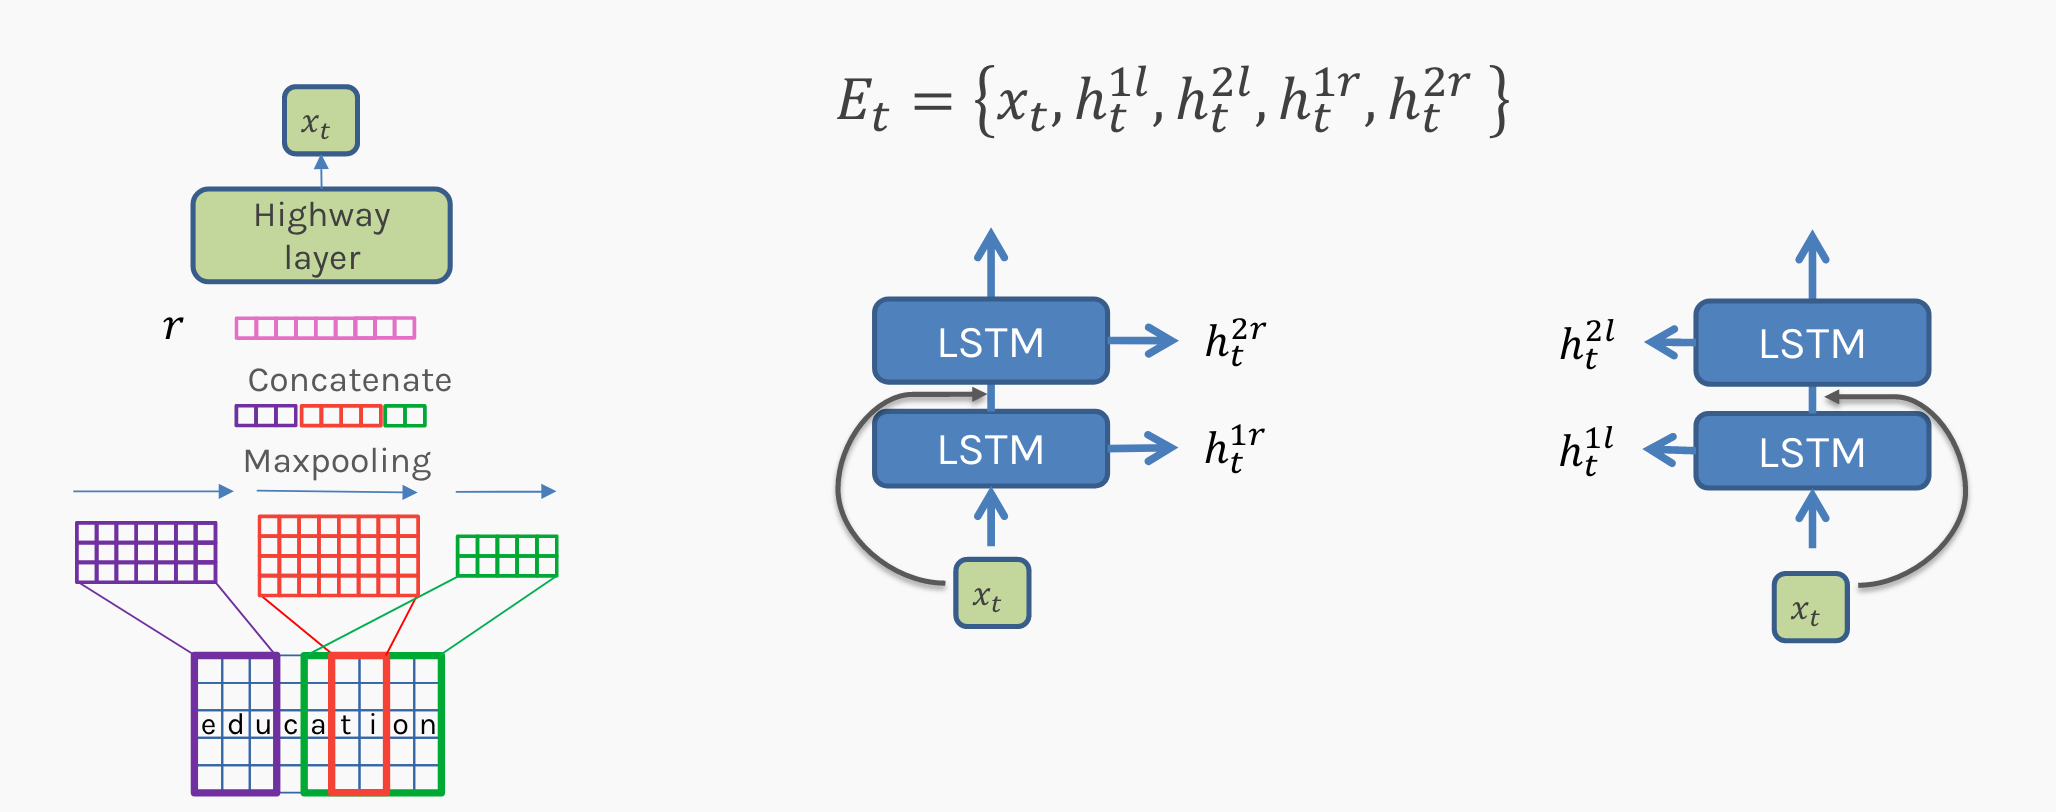 x_t
Highway
layer
r
Concatenate
Maxpooling
education
E_t = {x_t, h_t^{1l}, h_t^{2l}, h_t^{1r}, h_t^{2r} }
LSTM
h_t^{2r}
LSTM
h_t^{1r}
x_t
h_t^{2l}
LSTM
h_t^{1l}
LSTM
x_t